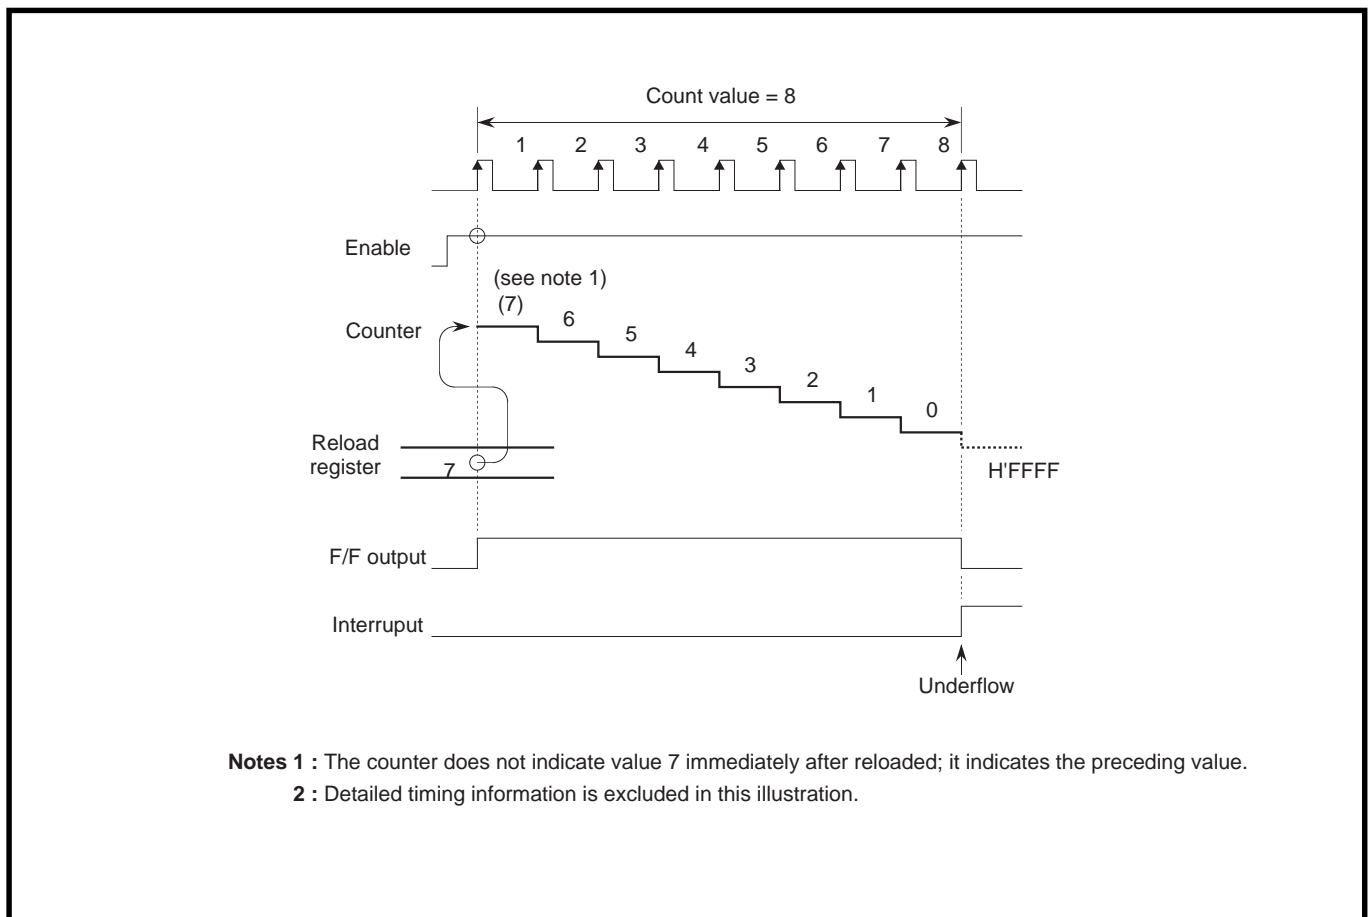 Count value = 8
1 2 3 4 5 6 7 8
Enable
(see note 1)
(7)
Counter
6
5
4
3
2
1
0
Reload
register
7
H'FFFF
F/F output
Interruput
Underflow
Notes 1 : The counter does not indicate value 7 immediately after reloaded; it indicates the preceding value.
2 : Detailed timing information is excluded in this illustration.